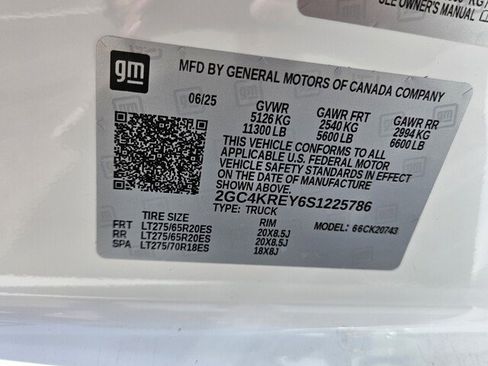 KG /
SEE OWNER'S MANUAL
gm
MFD BY GENERAL MOTORS OF CANADA COMPANY
06/25 GVWR GAWR FRT GAWR RR
5126 KG 2540 KG 2994 KG
11300 LB 5600 LB 6600 LB
THIS VEHICLE CONFORMS TO ALL
APPLICABLE U.S. FEDERAL MOTOR
VEHICLE SAFETY STANDARDS IN EFFECT
ON THE DATE OF MANUFACTURE SHOWN ABOVE.
2GC4KREY6S1225786
TYPE: TRUCK
TIRE SIZE RIM MODEL: 66CK20743
FRT LT275/65R20ES 20X8.5J
RR LT275/65R20ES 20X8.5J
SPA LT275/70R18ES 18X8J